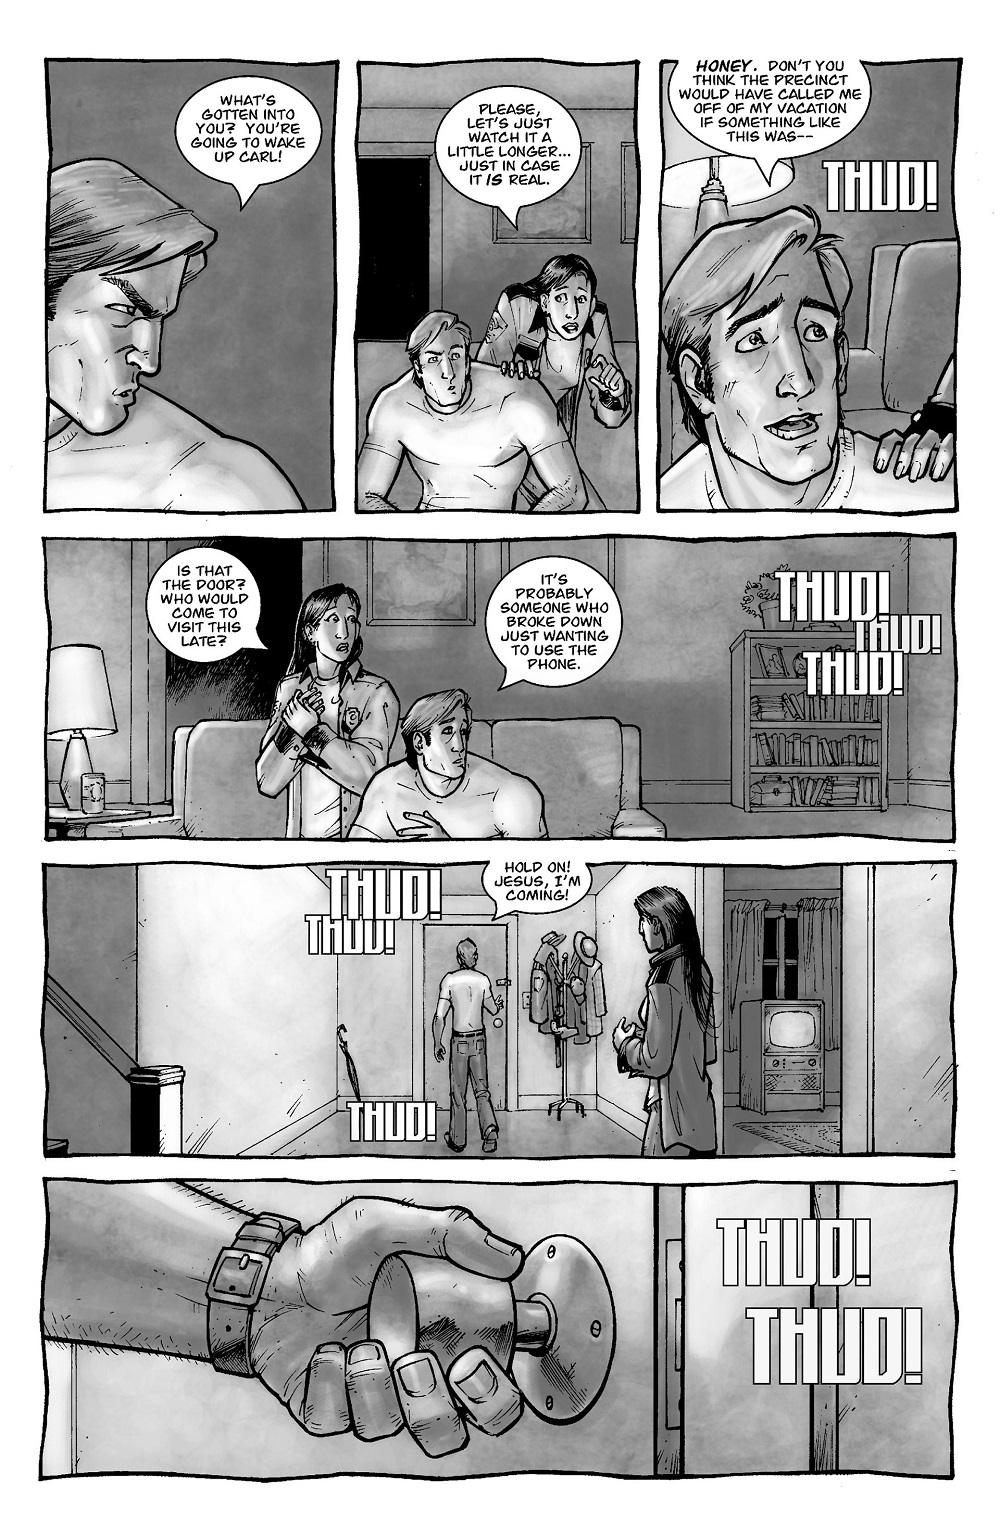 WHAT'S
GOTTEN INTO
YOU? YOU'RE
GOING TO WAKE
UP CARL!
PLEASE,
LET'S JUST
WATCH IT A
LITTLE LONGER...
JUST IN CASE
IT IS REAL.
HONEY. DON'T YOU
THINK THE PRECINCT
WOULD HAVE CALLED ME
OFF OF MY VACATION
IF SOMETHING LIKE
THIS WAS--
THUD!
IS THAT
THE DOOR?
WHO WOULD
COME TO
VISIT THIS
LATE?
IT'S
PROBABLY
SOMEONE WHO
BROKE DOWN
JUST WANTING
TO USE THE
PHONE.
THUD!
THUD!
THUD!
THUD!
THUD!
HOLD ON!
JESUS, I'M
COMING!
THUD!
THUD!
THUD!